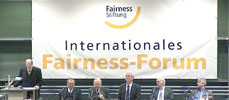 Fairness
Stiftung
Internationales
Fairness-Forum